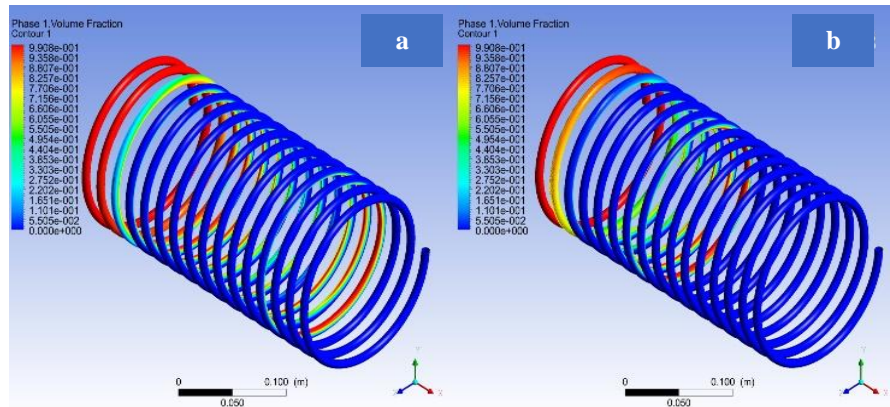 Phase 1.Volume Fraction
Contour 1
9.908e-001
9.358e-001
8.807e-001
8.257e-001
7.707e-001
7.156e-001
6.606e-001
6.055e-001
5.505e-001
4.954e-001
4.404e-001
3.853e-001
3.303e-001
2.752e-001
2.202e-001
1.651e-001
1.101e-001
5.505e-002
0.000e+000
a
0
0.100 (m)
0.050
Y
X
Phase 1.Volume Fraction
Contour 1
9.908e-001
9.358e-001
8.807e-001
8.257e-001
7.707e-001
7.156e-001
6.606e-001
6.055e-001
5.505e-001
4.954e-001
4.404e-001
3.853e-001
3.303e-001
2.752e-001
2.202e-001
1.651e-001
1.101e-001
5.505e-002
0.000e+000
b
0
0.100 (m)
0.050
Y
X